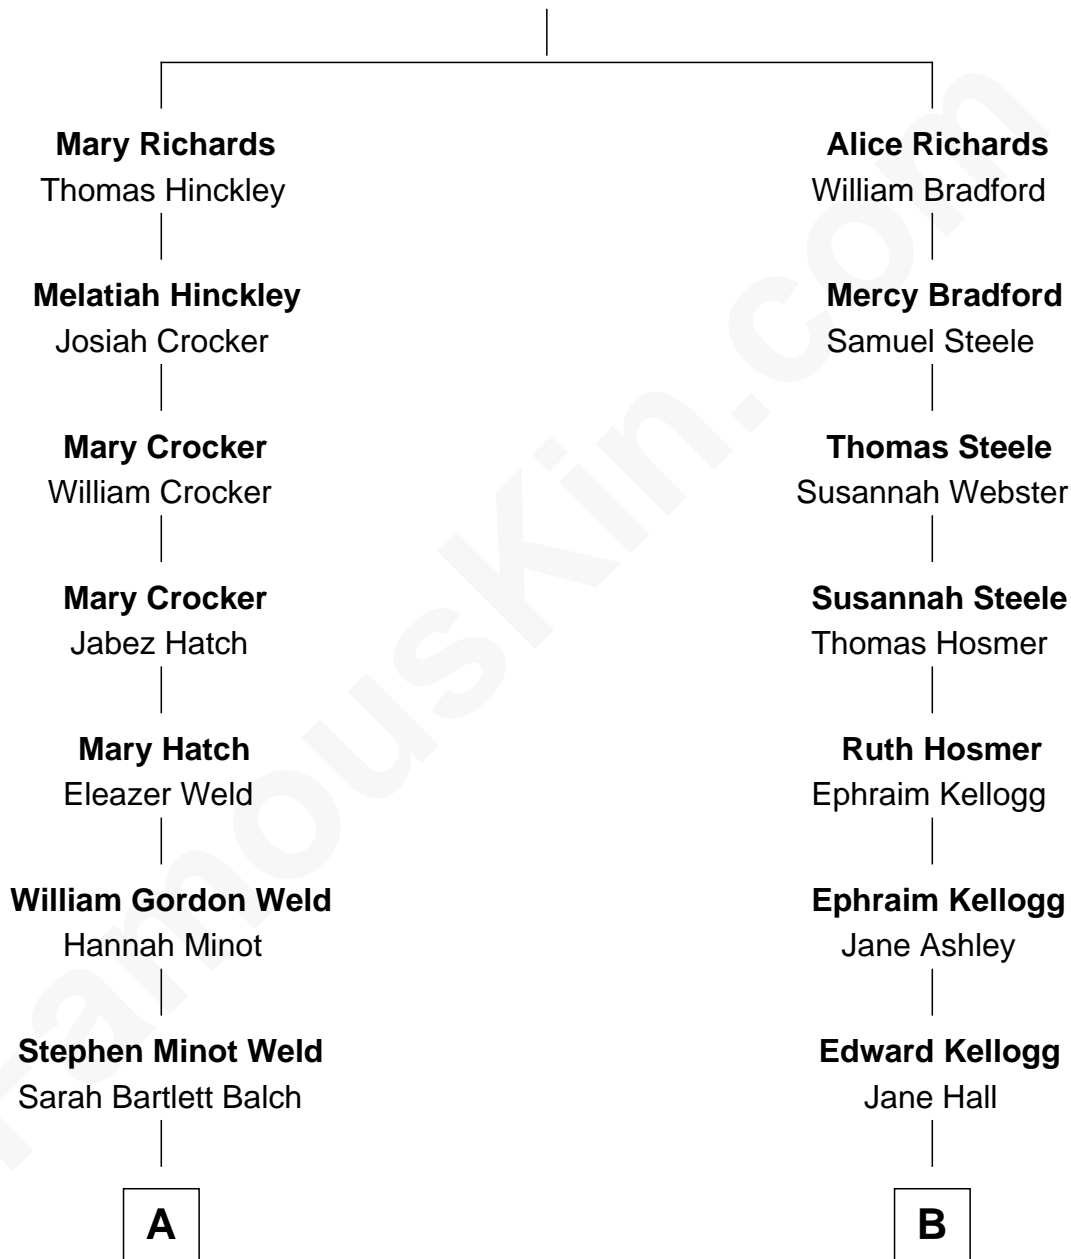 Mary Richards
Thomas Hinckley
Alice Richards
William Bradford
Melatiah Hinckley
Josiah Crocker
Mercy Bradford
Samuel Steele
Mary Crocker
William Crocker
Thomas Steele
Susannah Webster
Mary Crocker
Jabez Hatch
Susannah Steele
Thomas Hosmer
Mary Hatch
Eleazer Weld
Ruth Hosmer
Ephraim Kellogg
William Gordon Weld
Hannah Minot
Ephraim Kellogg
Jane Ashley
Stephen Minot Weld
Sarah Bartlett Balch
Edward Kellogg
Jane Hall
A
B
FamousKin.com